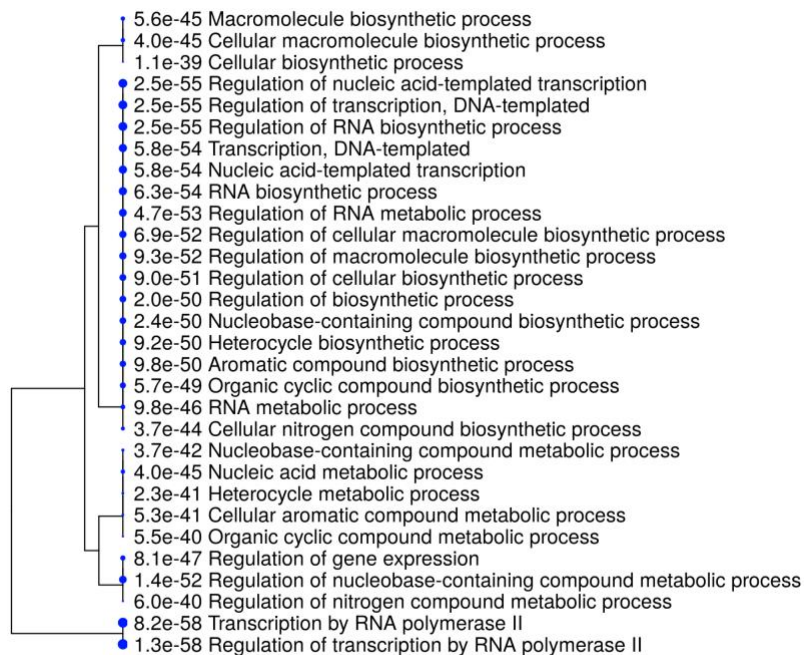 5.6e-45 Macromolecule biosynthetic process
4.0e-45 Cellular macromolecule biosynthetic process
1.1e-39 Cellular biosynthetic process
2.5e-55 Regulation of nucleic acid-templated transcription
2.5e-55 Regulation of transcription, DNA-templated
2.5e-55 Regulation of RNA biosynthetic process
5.8e-54 Transcription, DNA-templated
5.8e-54 Nucleic acid-templated transcription
6.3e-54 RNA biosynthetic process
4.7e-53 Regulation of RNA metabolic process
6.9e-52 Regulation of cellular macromolecule biosynthetic process
9.3e-52 Regulation of macromolecule biosynthetic process
9.0e-51 Regulation of cellular biosynthetic process
2.0e-50 Regulation of biosynthetic process
2.4e-50 Nucleobase-containing compound biosynthetic process
9.2e-50 Heterocycle biosynthetic process
9.8e-50 Aromatic compound biosynthetic process
5.7e-49 Organic cyclic compound biosynthetic process
9.8e-46 RNA metabolic process
3.7e-44 Cellular nitrogen compound biosynthetic process
3.7e-42 Nucleobase-containing compound metabolic process
4.0e-45 Nucleic acid metabolic process
2.3e-41 Heterocycle metabolic process
5.3e-41 Cellular aromatic compound metabolic process
5.5e-40 Organic cyclic compound metabolic process
8.1e-47 Regulation of gene expression
1.4e-52 Regulation of nucleobase-containing compound metabolic process
6.0e-40 Regulation of nitrogen compound metabolic process
8.2e-58 Transcription by RNA polymerase II
1.3e-58 Regulation of transcription by RNA polymerase II